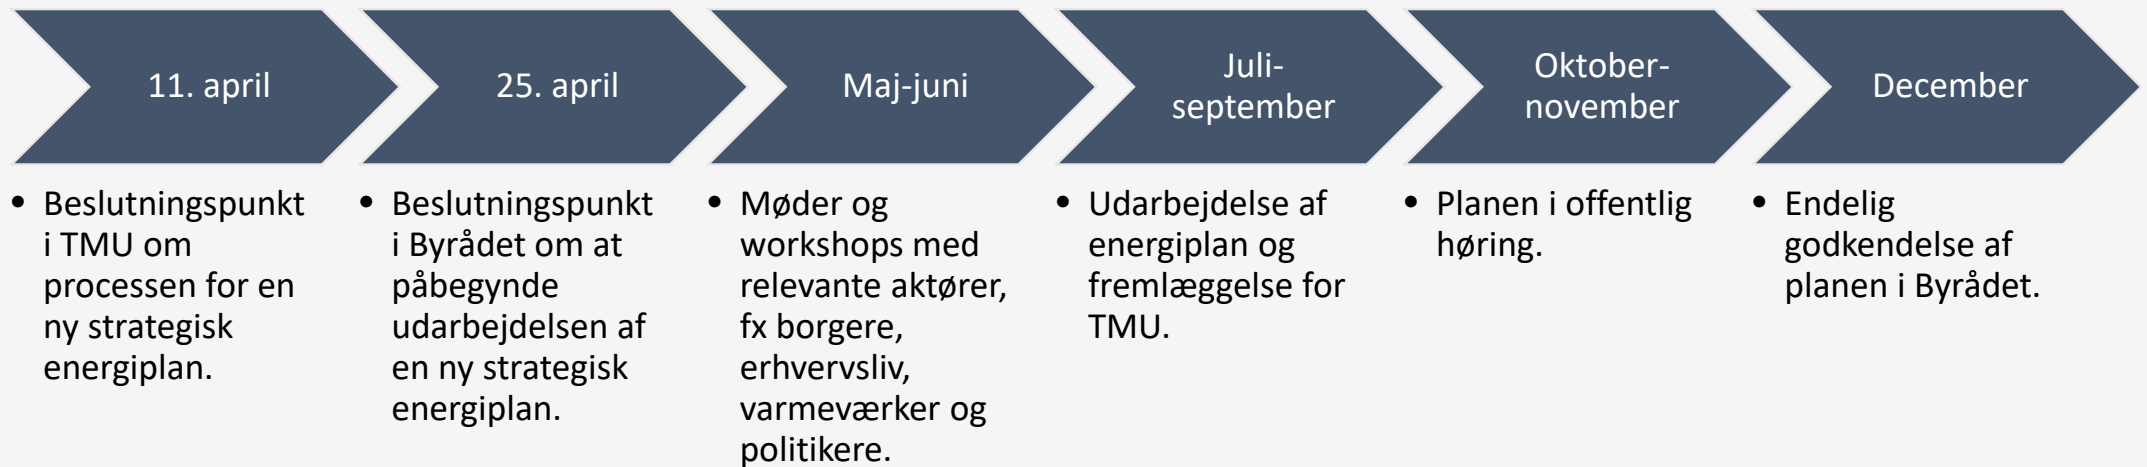 11. april
• Beslutningspunkt
i TMU om
processen for en
ny strategisk
energiplan.
25. april
• Beslutningspunkt
i Byrådet om at
påbegynde
udarbejdelsen af
en ny strategisk
energiplan.
Maj-juni
• Møder og
workshops med
relevante aktører,
fx borgere,
erhvervsliv,
varmeværker og
politikere.
Juli-
september
• Udarbejdelse af
energiplan og
fremlæggelse for
TMU.
Oktober-
november
• Planen i offentlig
høring.
December
• Endelig
godkendelse af
planen i Byrådet.